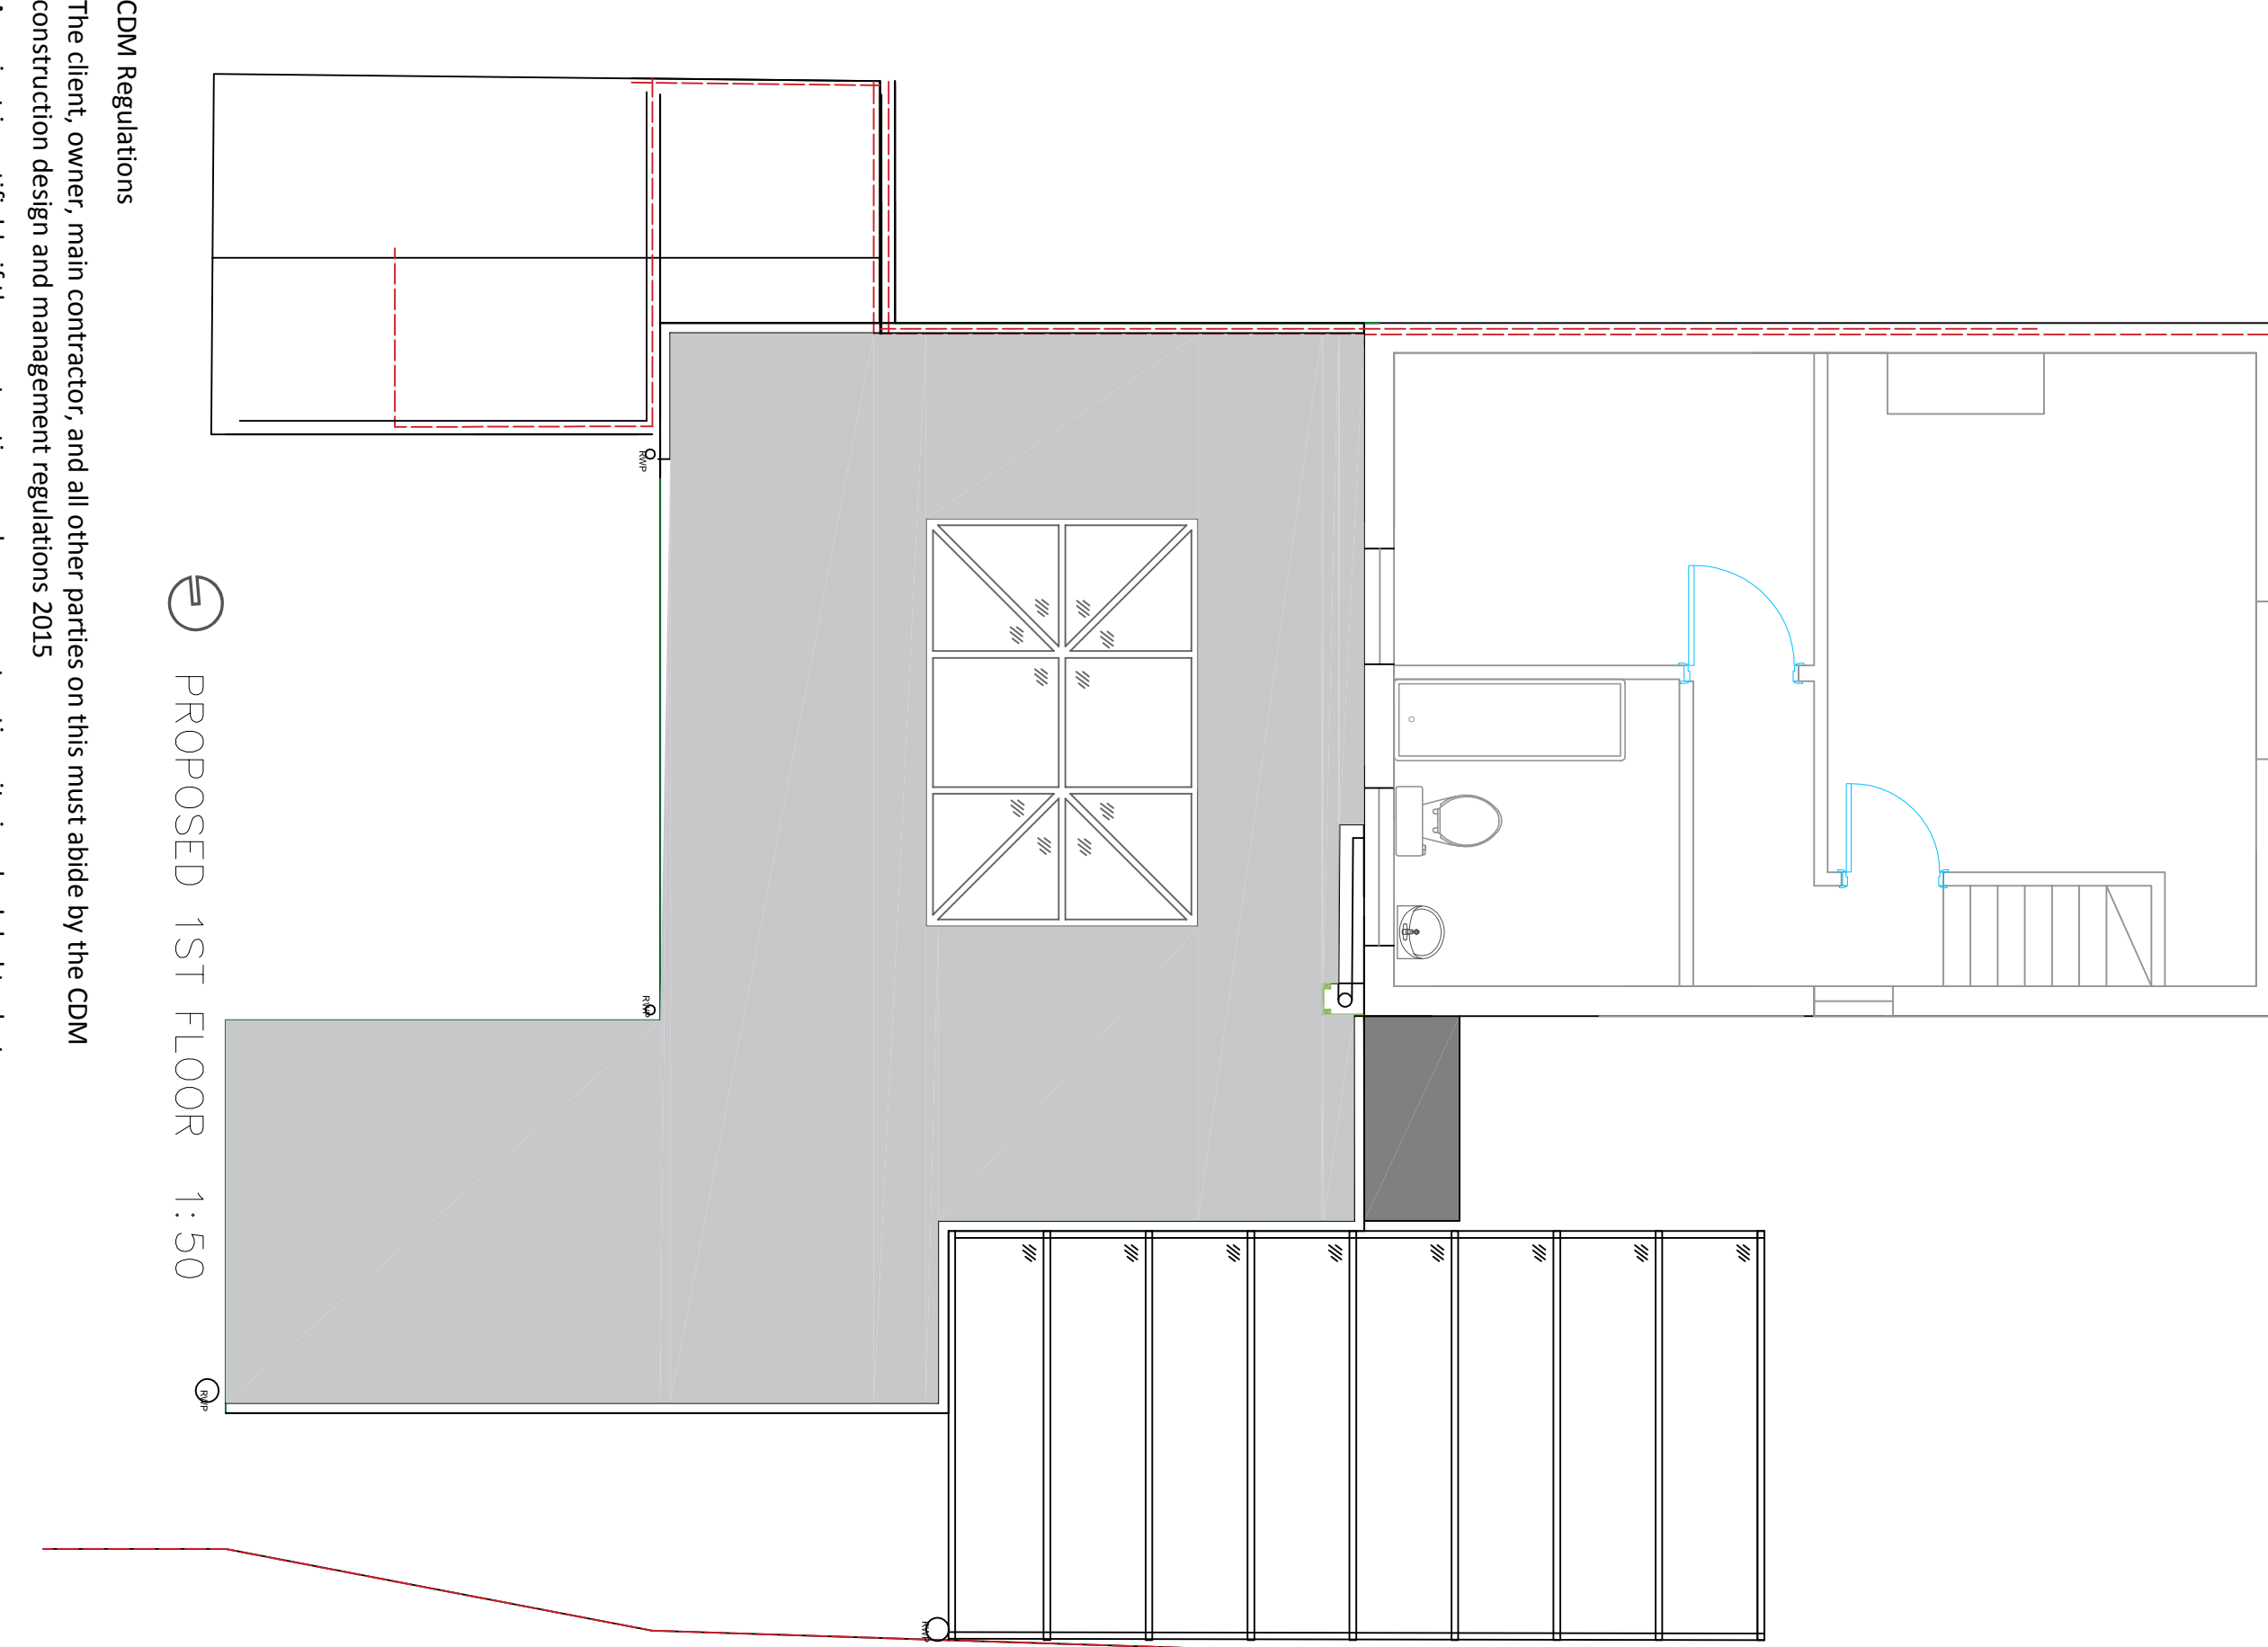 CDM Regulations
The client, owner, main contractor, and all other parties on this must abide by the CDM
construction design and management regulations 2015
PROPOSED 1ST FLOOR 1:50
RWP
RWP
RWP
RWP